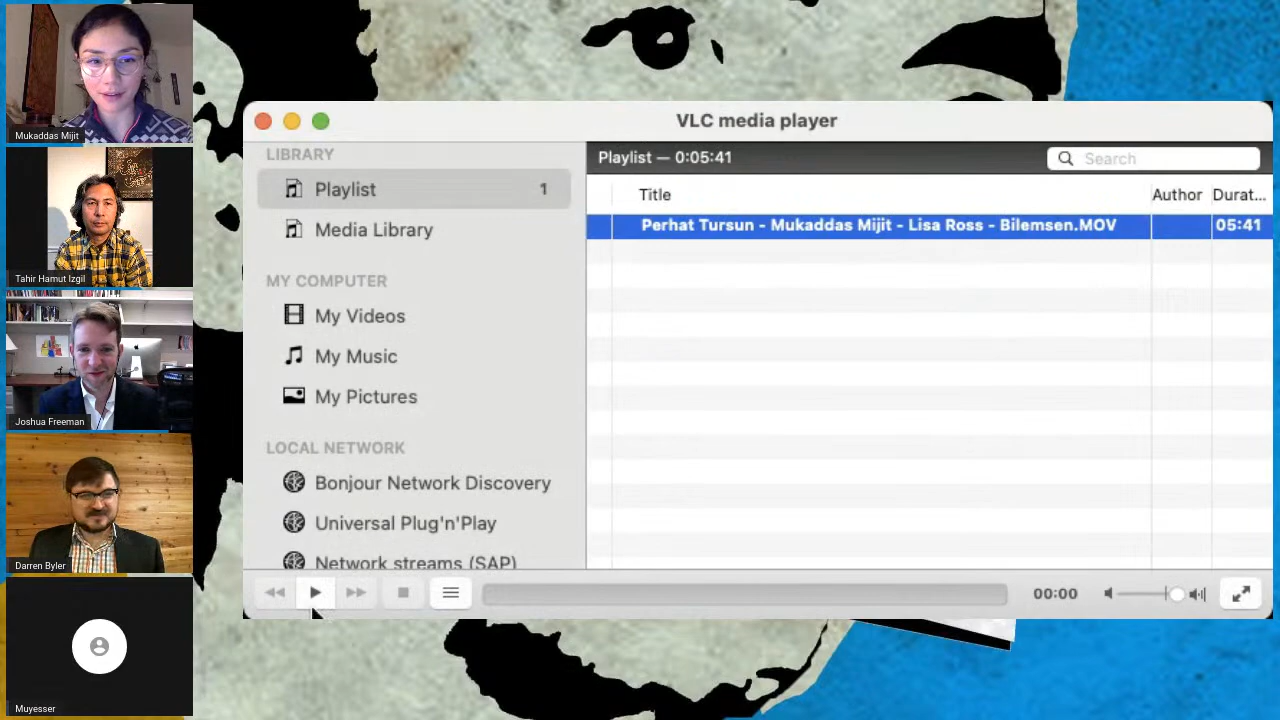 Mukaddas Mijit
Tahir Hamut Izgil
Joshua Freeman
Darren Byler
Muyesser
VLC media player
LIBRARY
Playlist 1
Media Library
MY COMPUTER
My Videos
My Music
My Pictures
LOCAL NETWORK
Bonjour Network Discovery
Universal Plug'n'Play
Network streams (SAP)
Playlist — 0:05:41
Search
Title Author Durat...
Perhat Tursun - Mukaddas Mijit - Lisa Ross - Bilemsen.MOV 05:41
00:00